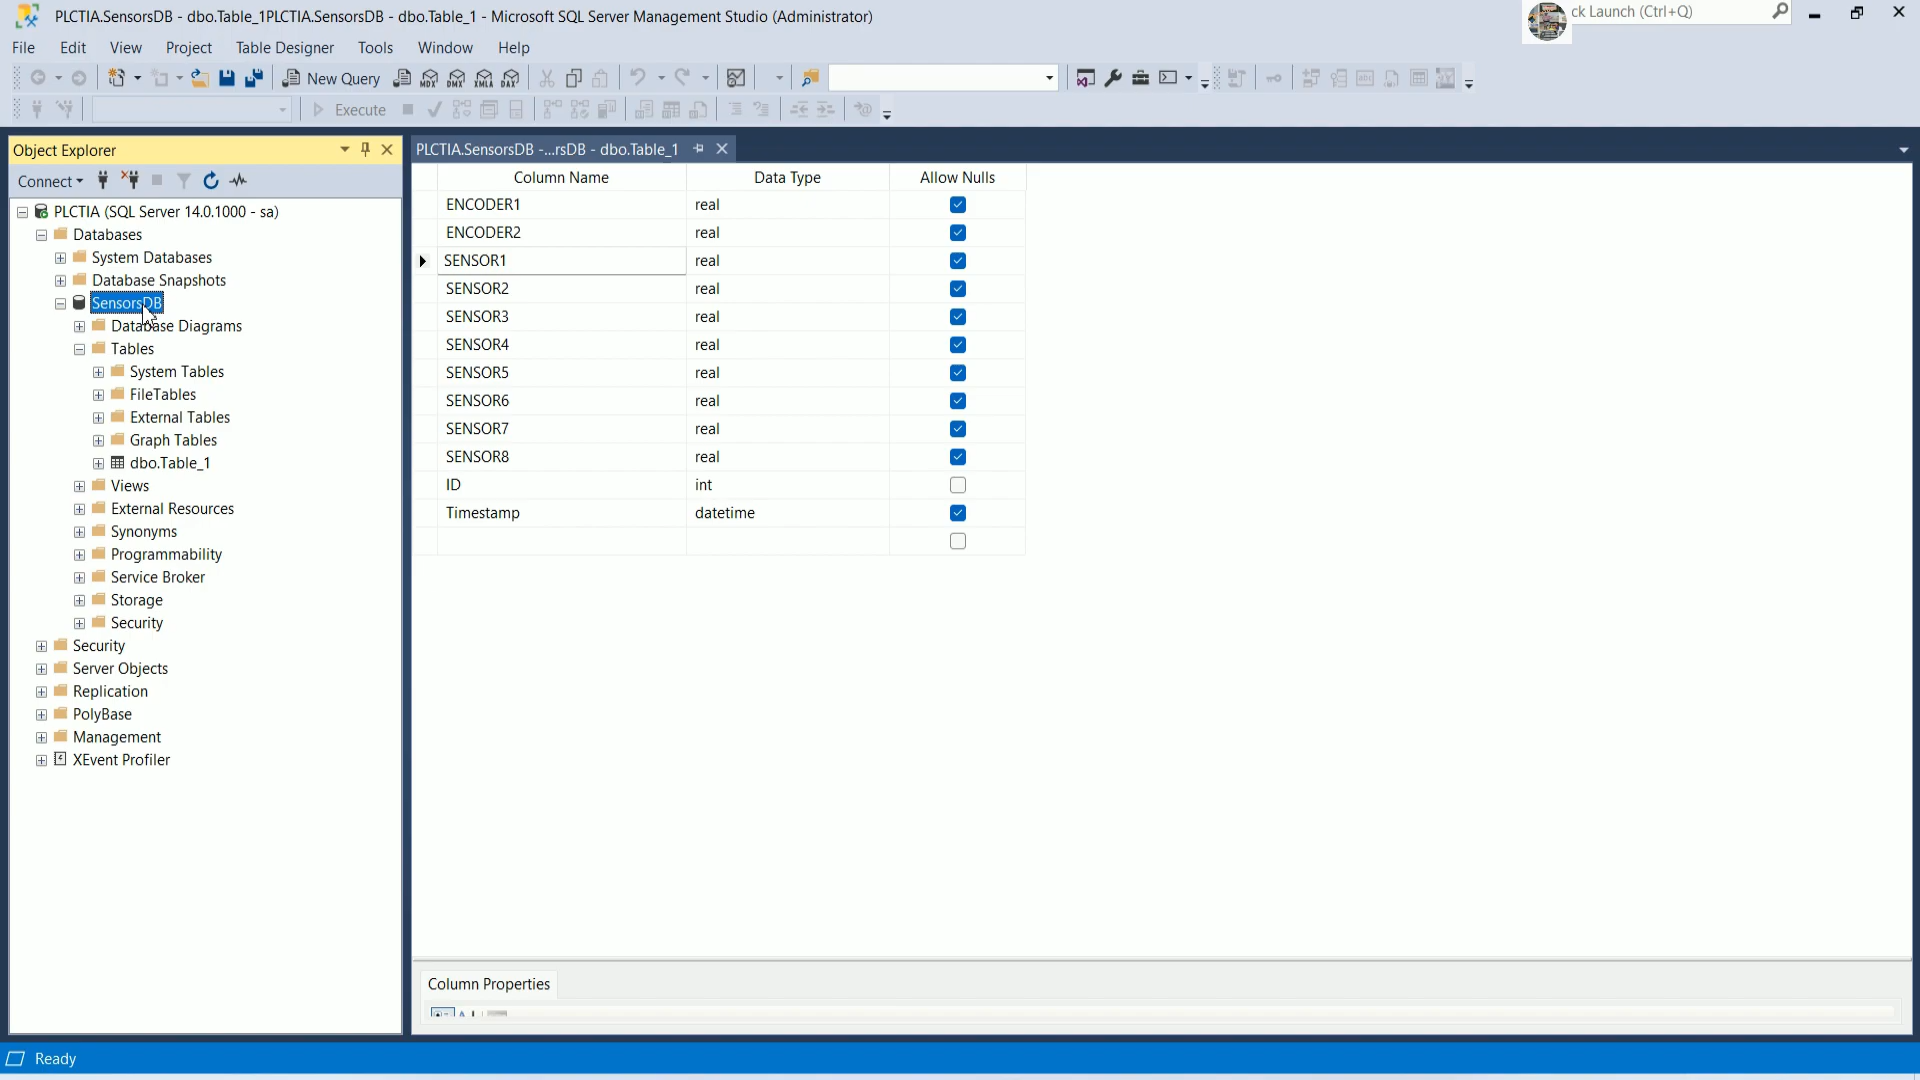 PLCTIA.SensorsDB - dbo.Table_1PLCTIA.SensorsDB - dbo.Table_1 - Microsoft SQL Server Management Studio (Administrator)
ck Launch (Ctrl+Q)
File Edit View Project Table Designer Tools Window Help
New Query MDX DMX XMLA DAX
Execute
Object Explorer
PLCTIA.SensorsDB -...rsDB - dbo.Table_1
Connect
Column Name Data Type Allow Nulls
PLCTIA (SQL Server 14.0.1000 - sa)
Databases
System Databases
Database Snapshots
SensorsDB
Database Diagrams
Tables
System Tables
FileTables
External Tables
Graph Tables
dbo.Table_1
Views
External Resources
Synonyms
Programmability
Service Broker
Storage
Security
Security
Server Objects
Replication
PolyBase
Management
XEvent Profiler
ENCODER1 real
ENCODER2 real
SENSOR1 real
SENSOR2 real
SENSOR3 real
SENSOR4 real
SENSOR5 real
SENSOR6 real
SENSOR7 real
SENSOR8 real
ID int
Timestamp datetime
Column Properties
Ready